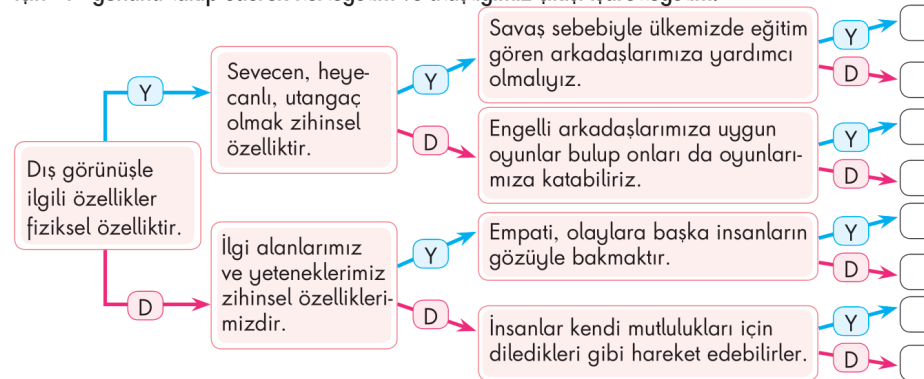 Savaş sebebiyle ülkemizde eğitim
gören arkadaşlarımıza yardımcı
olmalıyız.
Y
D
Sevecen, heye-
canlı, utangaç
olmak zihinsel
özelliktir.
Y
Y
D
Engelli arkadaşlarımıza uygun
oyunlar bulup onları da oyunları-
mıza katabiliriz.
Y
D
Dış görünüşle
ilgili özellikler
fiziksel özelliktir.
Empati, olaylara başka insanların
gözüyle bakmaktır.
Y
D
İlgi alanlarımız
ve yeteneklerimiz
zihinsel özellikleri-
mizdir.
D
Y
D
İnsanlar kendi mutlulukları için
diledikleri gibi hareket edebilirler.
Y
D